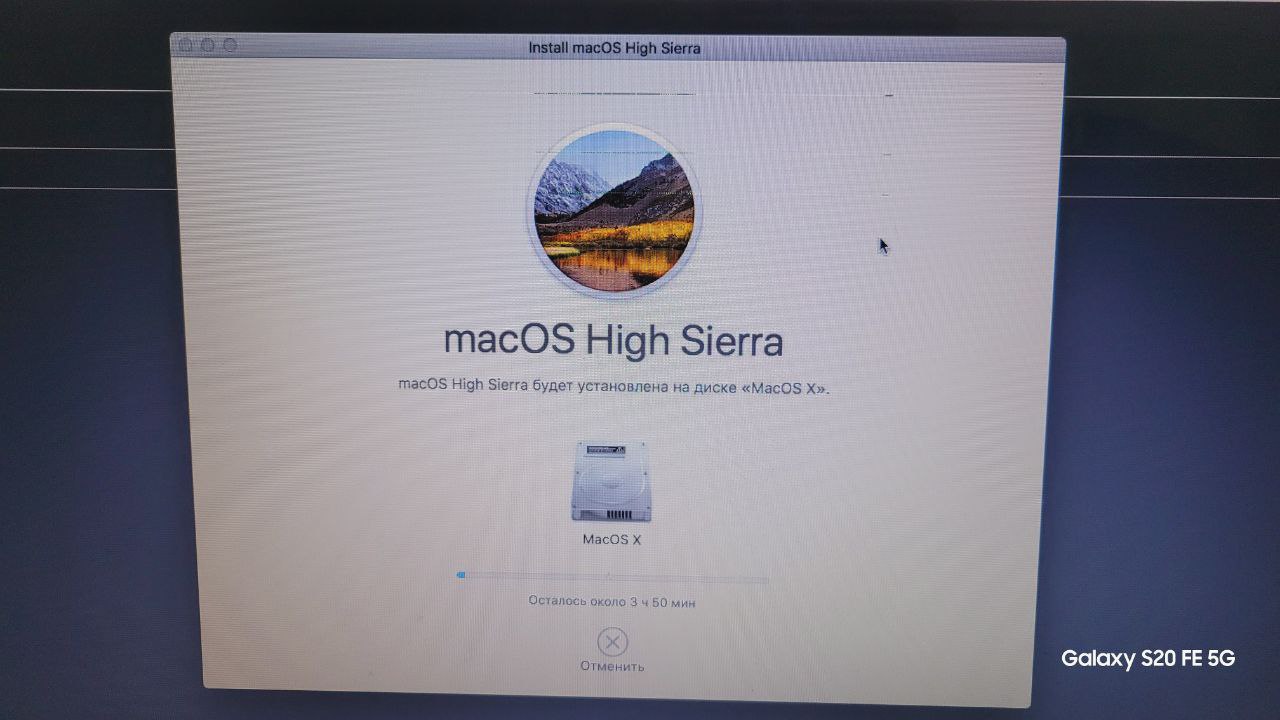 Install macOS High Sierra
macOS High Sierra
macOS High Sierra будет установлена на диске «MacOS X».
MacOS X
Осталось около 3 ч 50 мин
Отменить
Galaxy S20 FE 5G